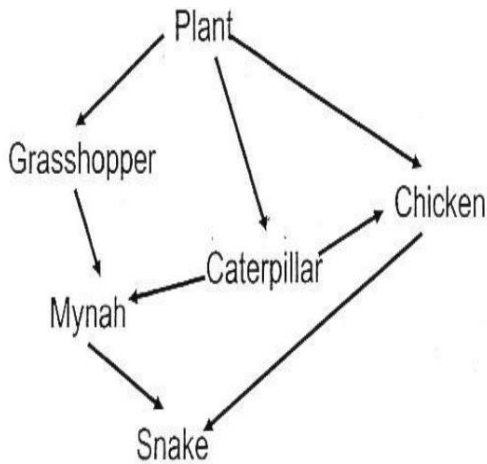 Plant
Grasshopper
Chicken
Caterpillar
Mynah
Snake